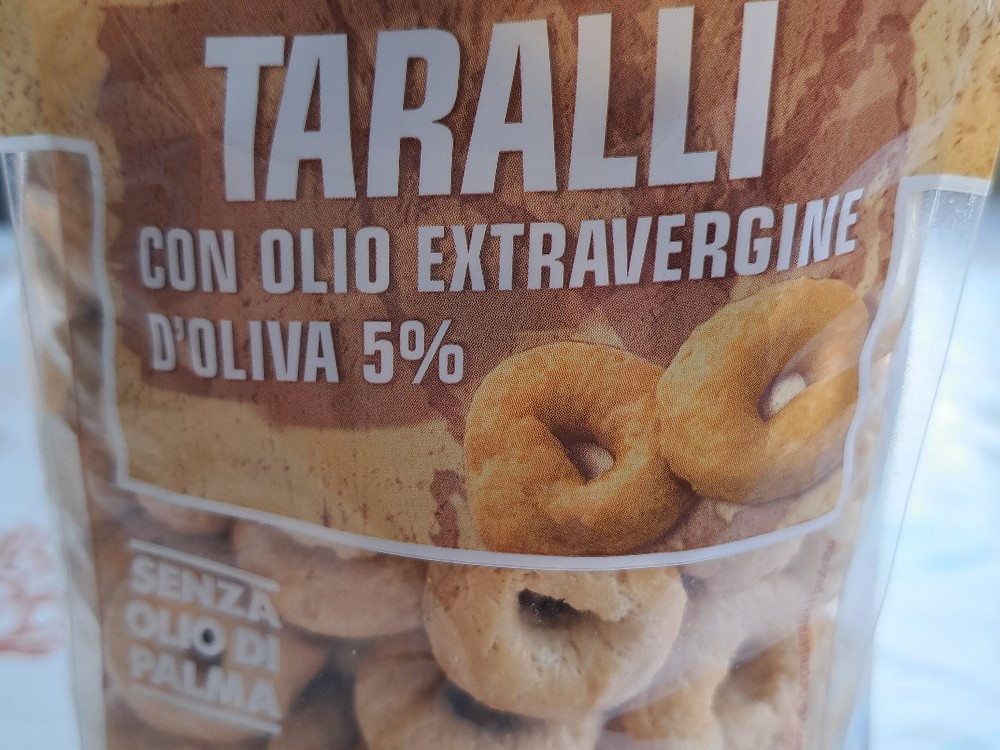 TARALLI
CON OLIO EXTRAVERGINE
D'OLIVA 5%
SENZA
OLIO DI
PALMA